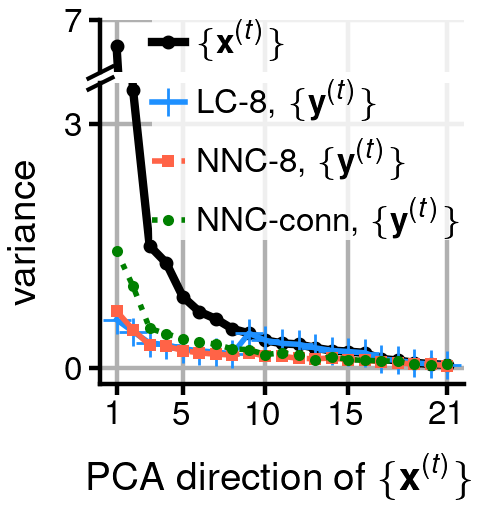 7
{x^(t)}
LC-8, {y^(t)}
3
NNC-8, {y^(t)}
NNC-conn, {y^(t)}
variance
0
1 5 10 15 21
PCA direction of {x^(t)}